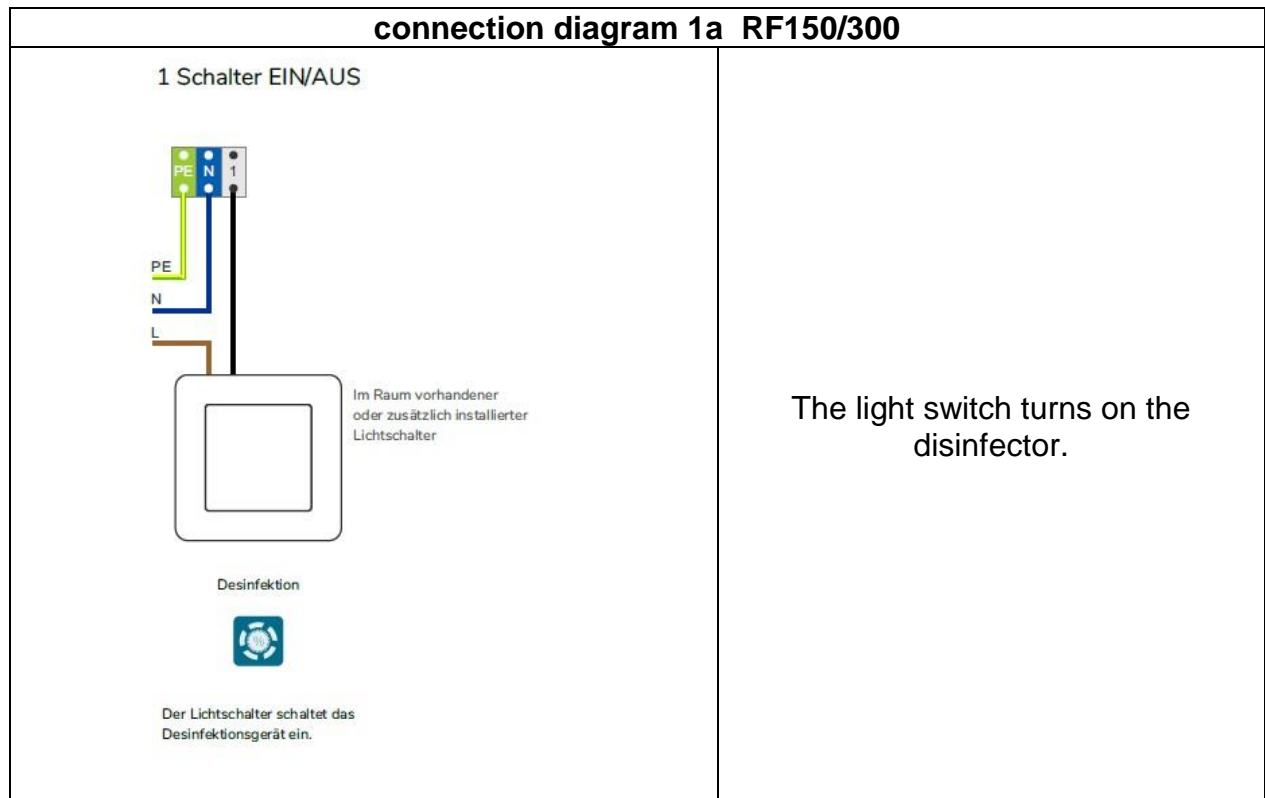 connection diagram 1a RF150/300
1 Schalter EIN/AUS
PE N 1
PE
N
L
Im Raum vorhandener
oder zusätzlich installierter
Lichtschalter
Desinfektion
%
Der Lichtschalter schaltet das
Desinfektionsgerät ein.
The light switch turns on the
disinfector.